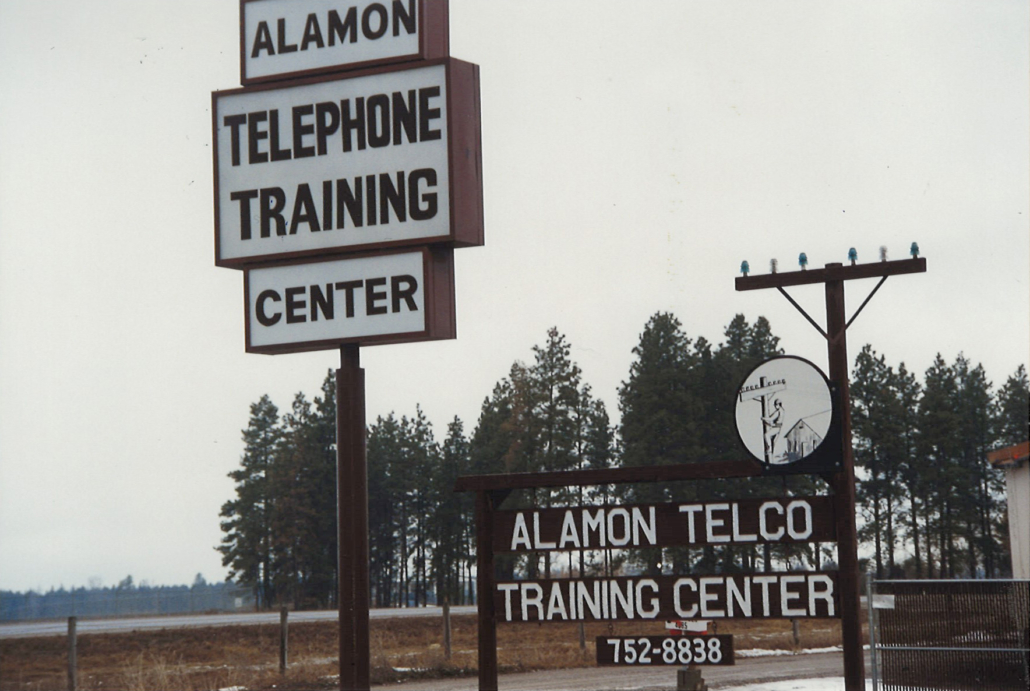 ALAMON
TELEPHONE
TRAINING
CENTER
ALAMON TELCO
TRAINING CENTER
752-8838